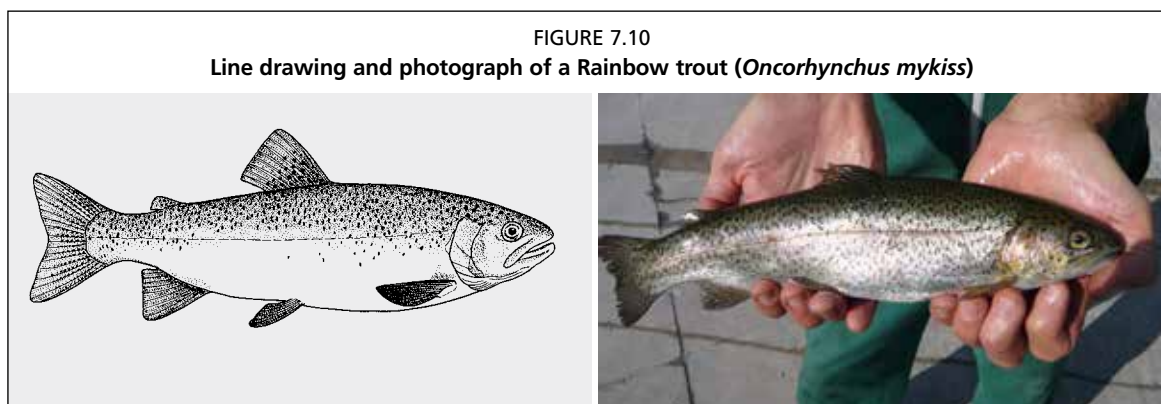 FIGURE 7.10
Line drawing and photograph of a Rainbow trout (Oncorhynchus mykiss)